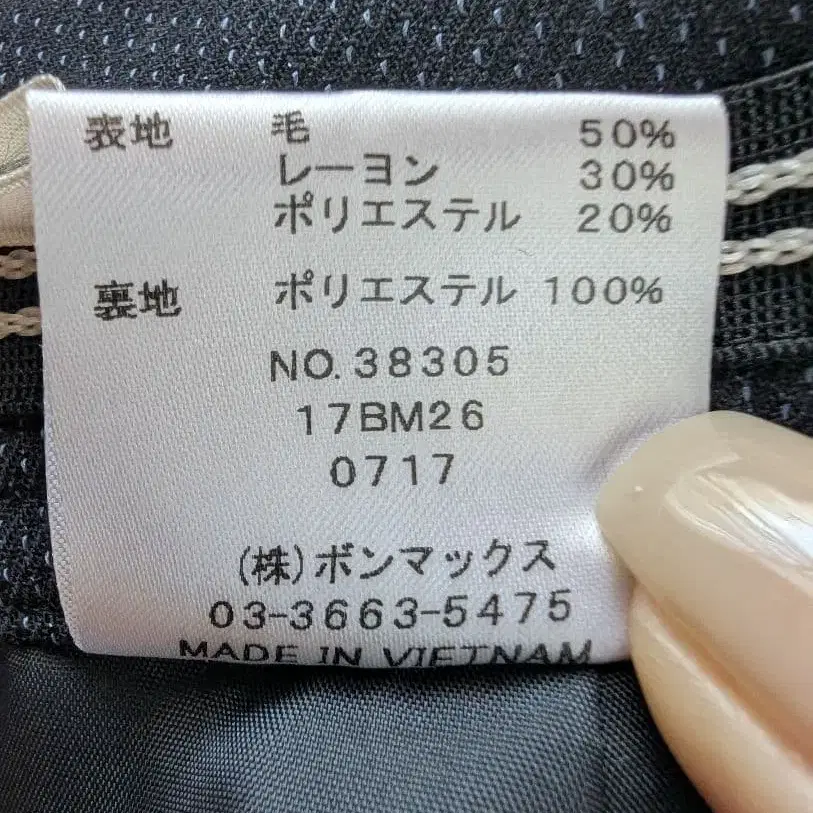 表地 毛 50%
レーヨン 30%
ポリエステル 20%
裏地 ポリエステル 100%
NO.38305
17BM26
0717
(株)ボンマックス
03-3663-5475
MADE IN VIETNAM